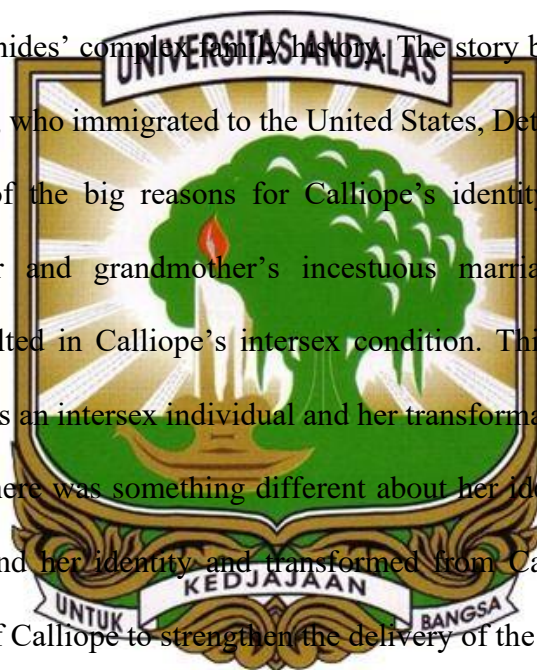 nides’ complex family history. The story b
UNIVERSITAS ANDALAS
who immigrated to the United States, Det
of the big reasons for Calliope’s identity
r and grandmother’s incestuous marria
lted in Calliope’s intersex condition. Thi
s an intersex individual and her transforma
here was something different about her ide
nd her identity and transformed from Ca
KEDJAJAAN
UNTUK BANGSA
f Calliope to strengthen the delivery of the